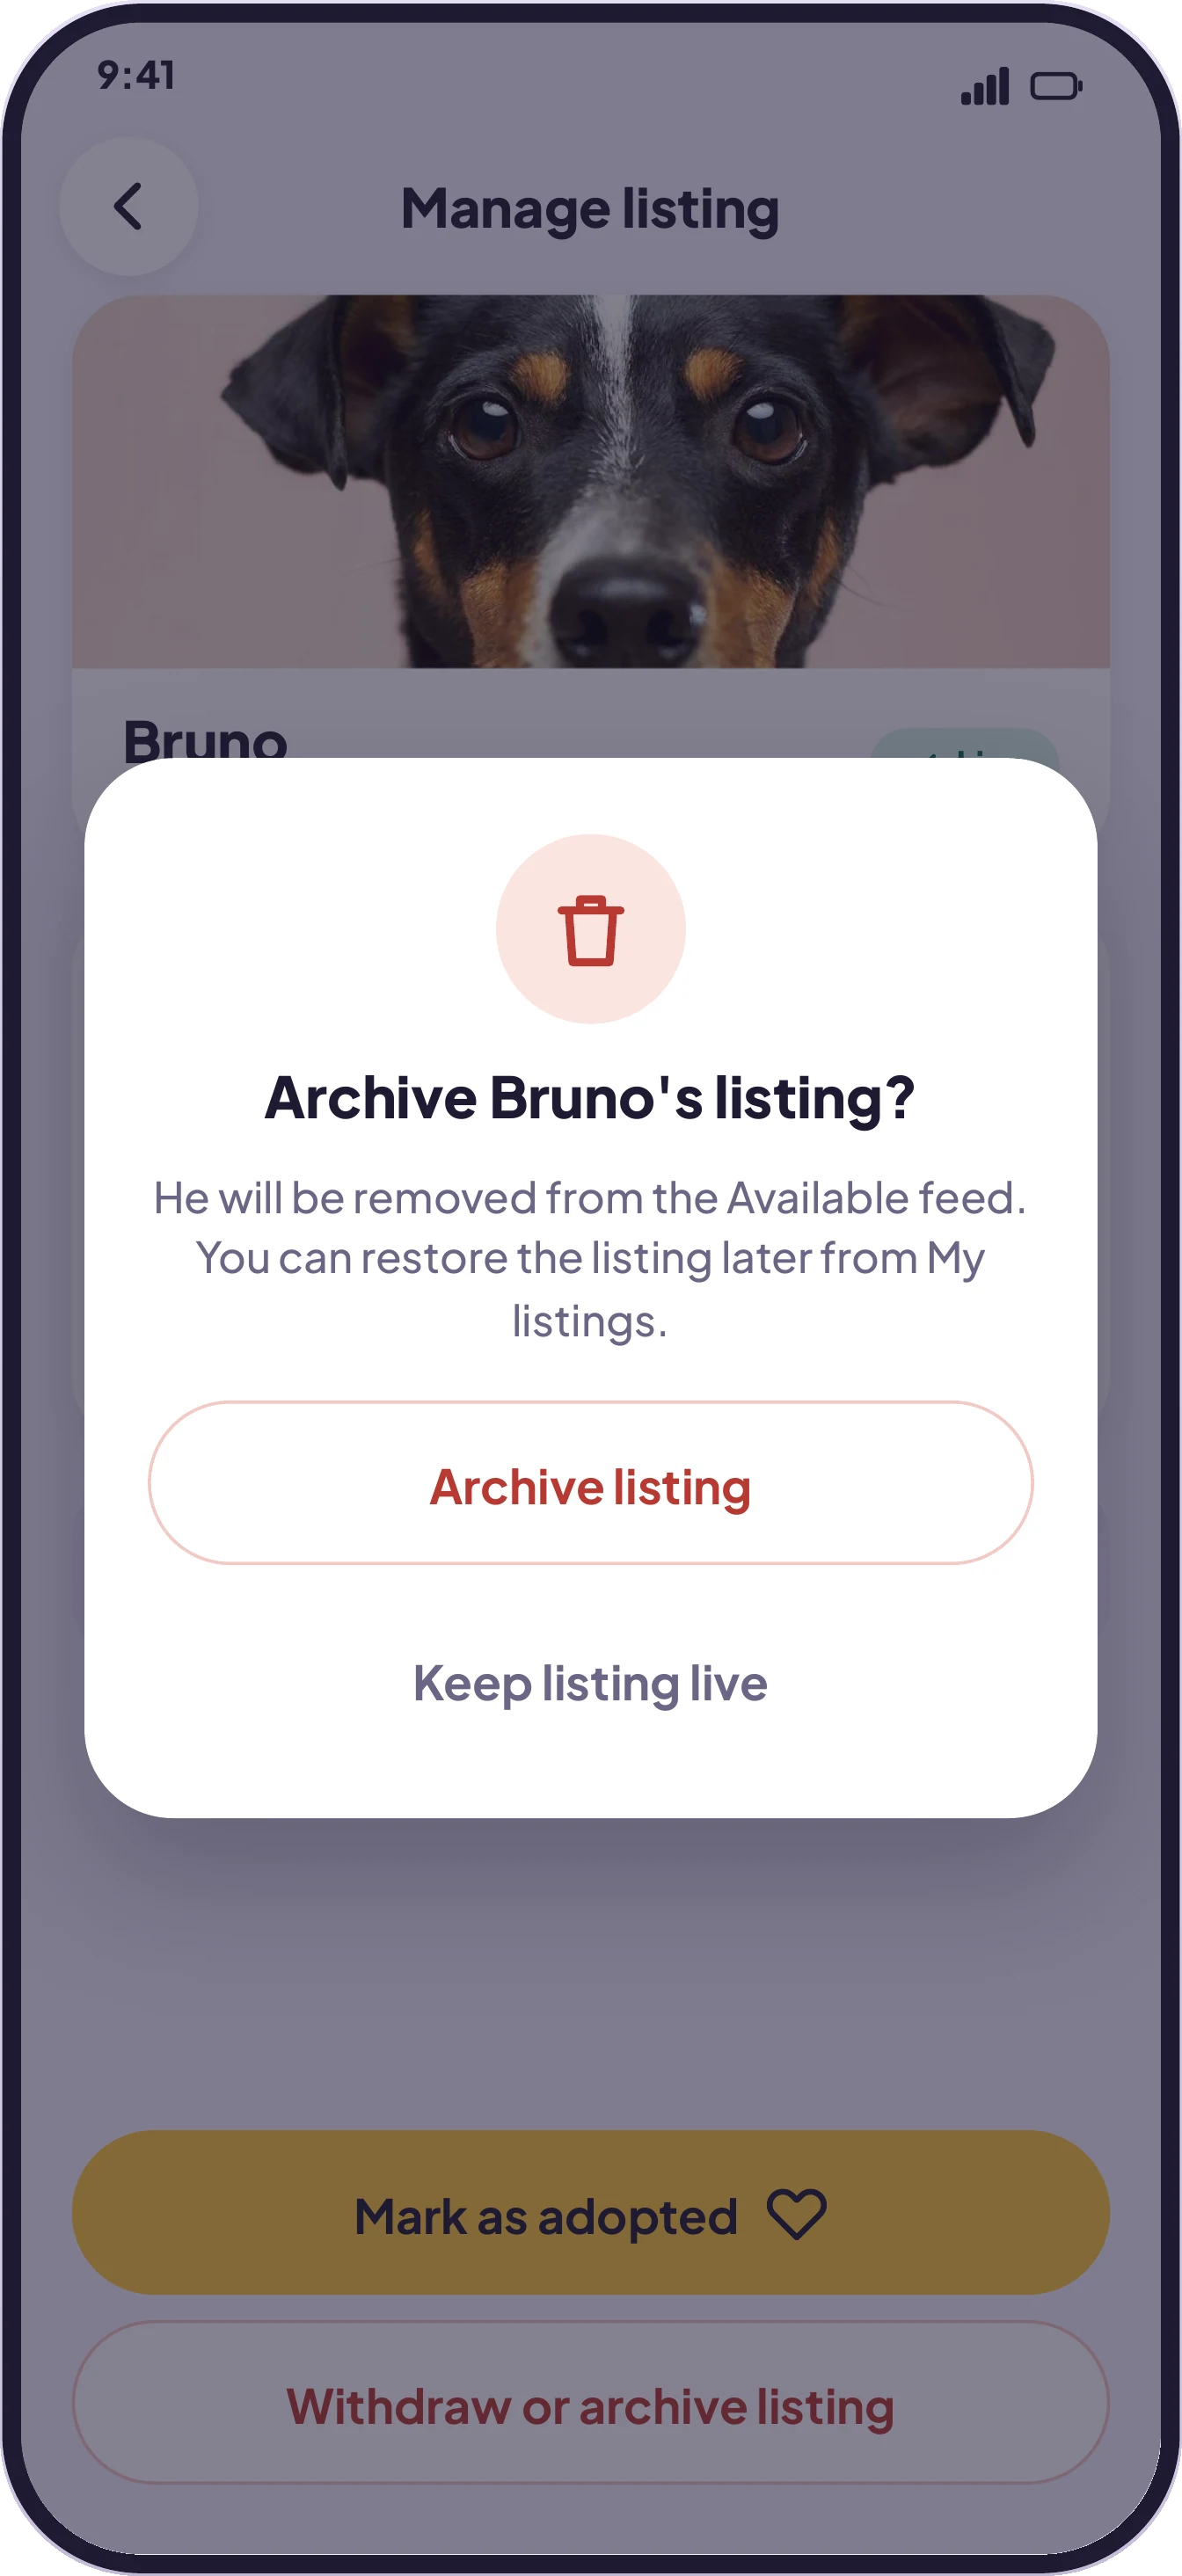 9:41
Manage listing
Bruno
Archive Bruno's listing?
He will be removed from the Available feed.
You can restore the listing later from My
listings.
Archive listing
Keep listing live
Mark as adopted
Withdraw or archive listing